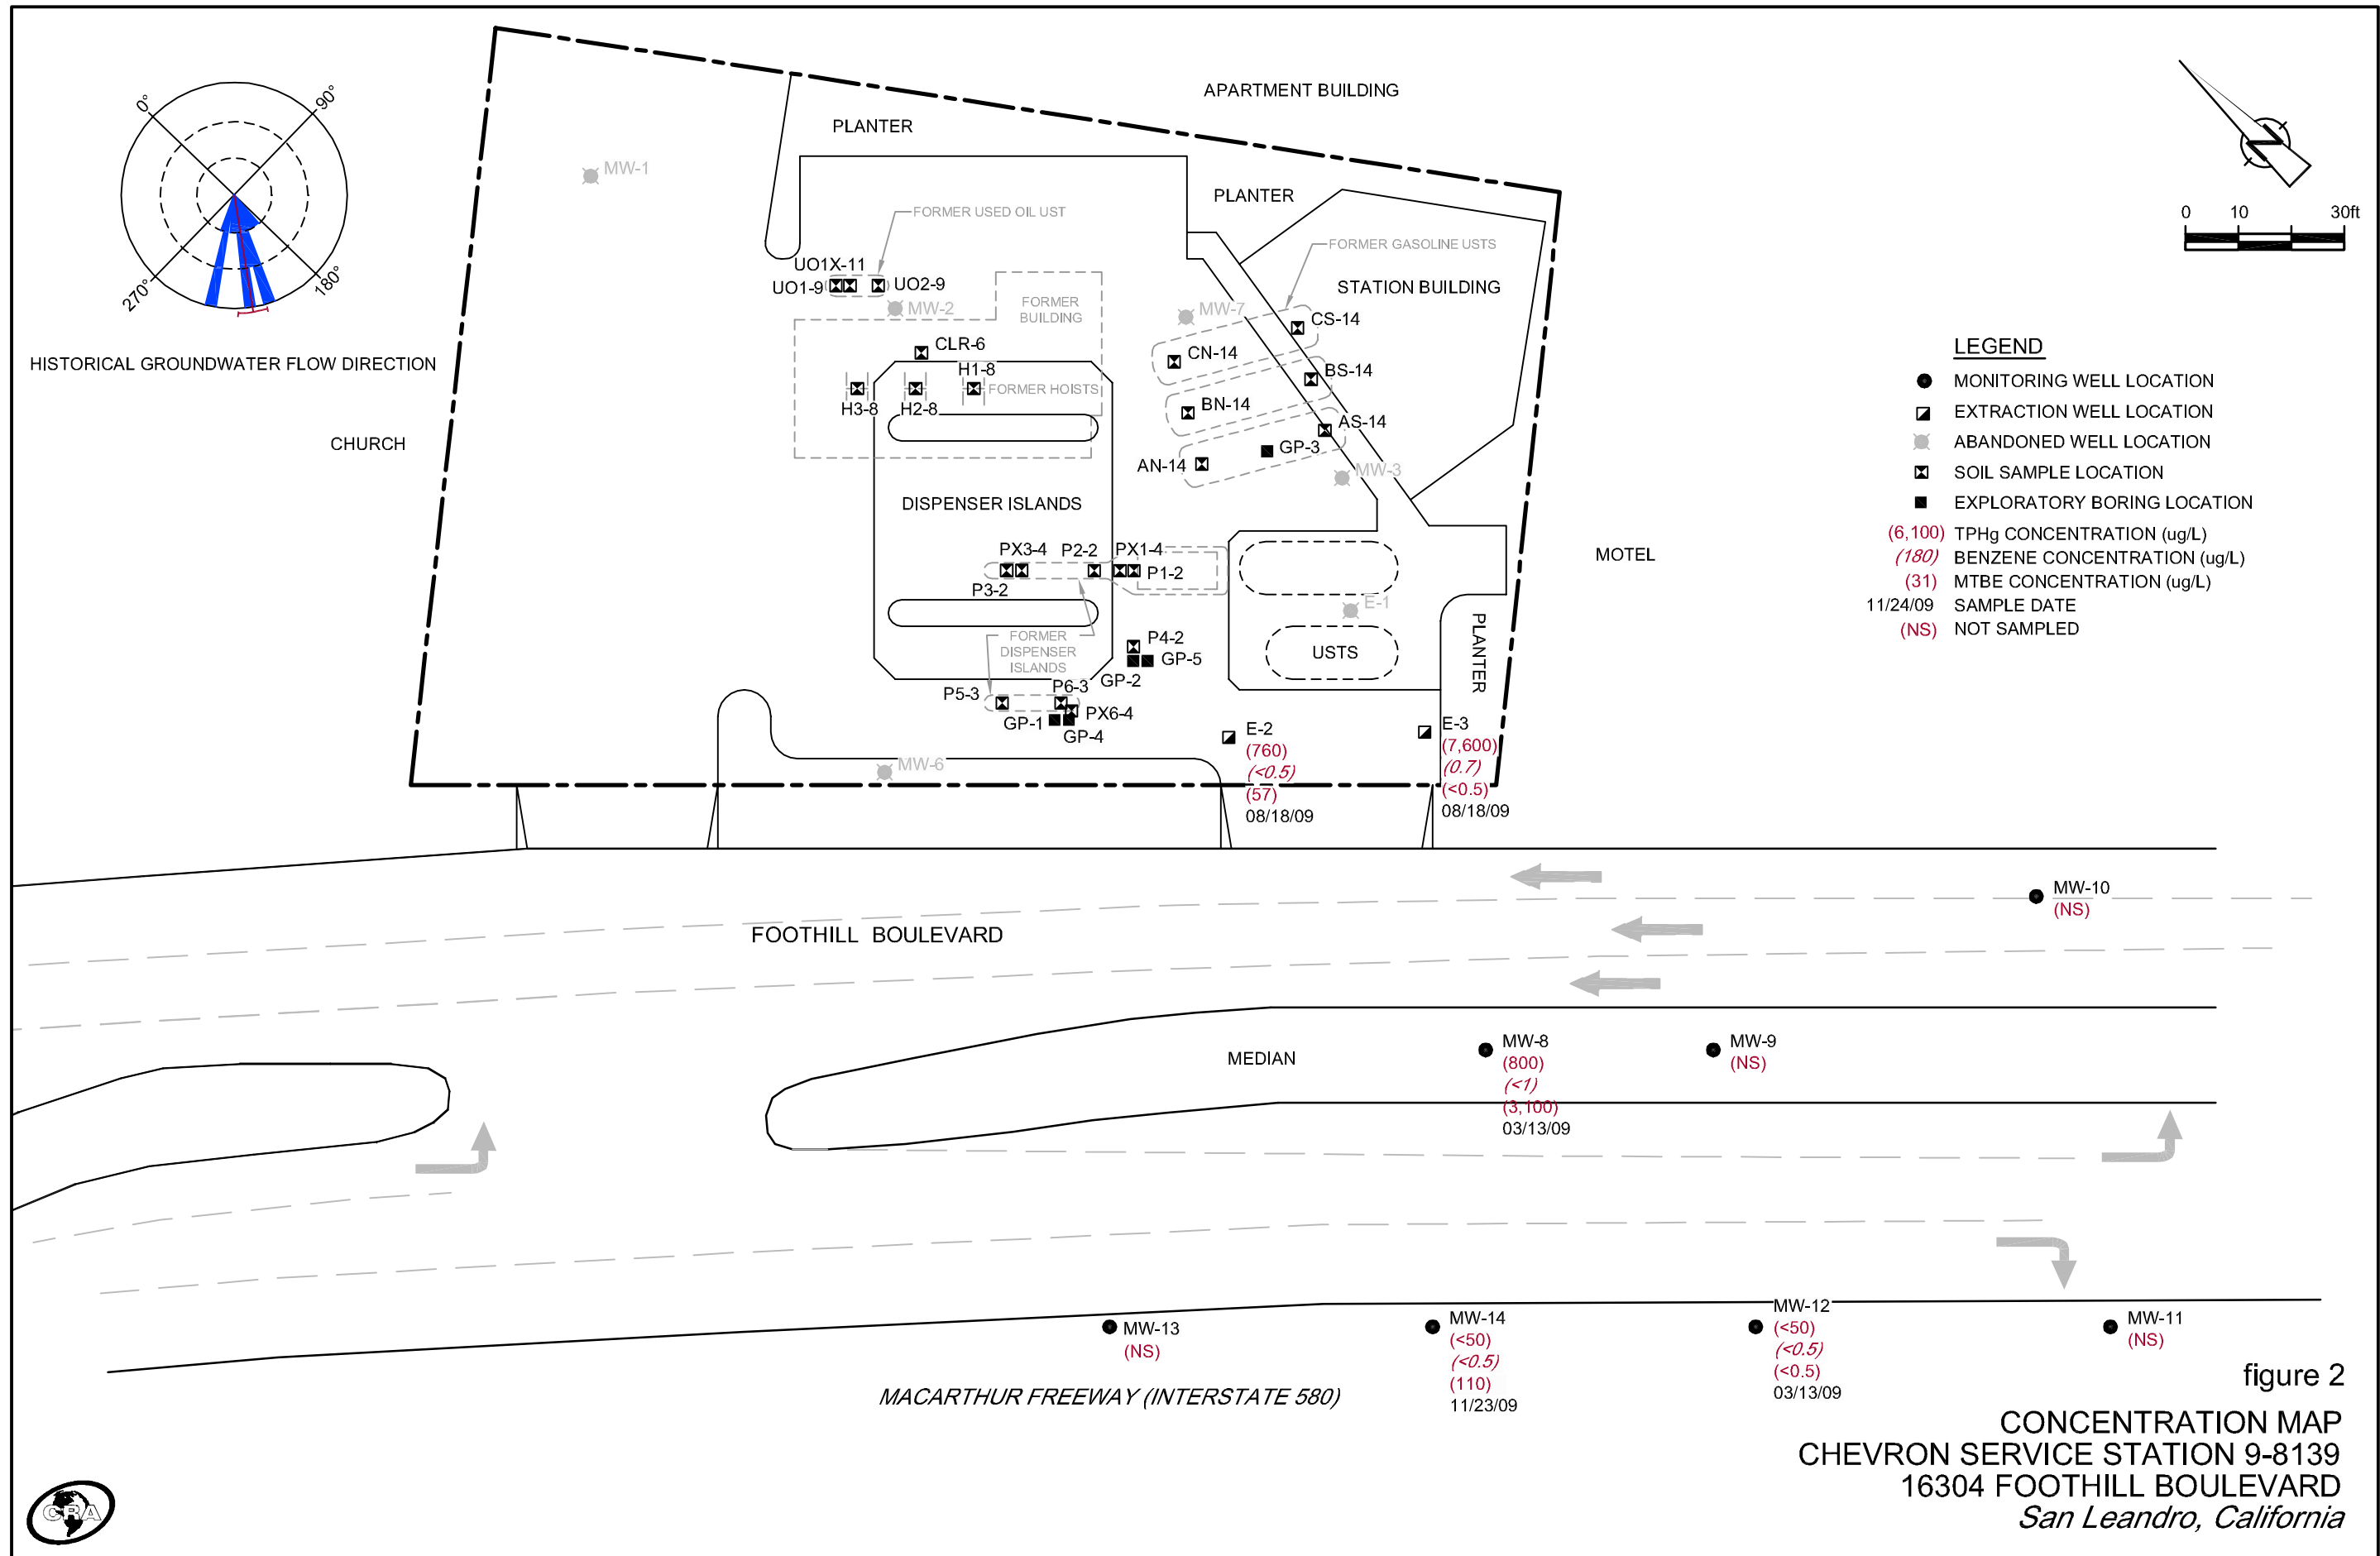 APARTMENT BUILDING
0°
90°
270°
180°
HISTORICAL GROUNDWATER FLOW DIRECTION
PLANTER
MW-1
PLANTER
FORMER USED OIL UST
FORMER GASOLINE USTS
UO1X-11
UO1-9
UO2-9
MW-2
FORMER
BUILDING
STATION BUILDING
MW-7
CS-14
CLR-6
CN-14
H1-8
BS-14
FORMER HOISTS
H3-8
H2-8
BN-14
AS-14
CHURCH
GP-3
AN-14
MW-3
DISPENSER ISLANDS
PX3-4
P2-2
PX1-4
P1-2
P3-2
MOTEL
E-1
FORMER
DISPENSER
ISLANDS
P4-2
GP-5
GP-2
USTS
PLANTER
P5-3
P6-3
PX6-4
GP-1
GP-4
MW-6
E-2
(760)
(<0.5)
(57)
08/18/09
E-3
(7,600)
(0.7)
(<0.5)
08/18/09
N
0 10 30ft
LEGEND
MONITORING WELL LOCATION
EXTRACTION WELL LOCATION
ABANDONED WELL LOCATION
SOIL SAMPLE LOCATION
EXPLORATORY BORING LOCATION
(6,100) TPHg CONCENTRATION (ug/L)
(180) BENZENE CONCENTRATION (ug/L)
(31) MTBE CONCENTRATION (ug/L)
11/24/09 SAMPLE DATE
(NS) NOT SAMPLED
MW-10
(NS)
FOOTHILL BOULEVARD
MEDIAN
MW-8
(800)
(<1)
(3,100)
03/13/09
MW-9
(NS)
MW-13
(NS)
MW-14
(<50)
(<0.5)
(110)
11/23/09
MW-12
(<50)
(<0.5)
(<0.5)
03/13/09
MW-11
(NS)
MACARTHUR FREEWAY (INTERSTATE 580)
figure 2
CONCENTRATION MAP
CHEVRON SERVICE STATION 9-8139
16304 FOOTHILL BOULEVARD
San Leandro, California
CRA